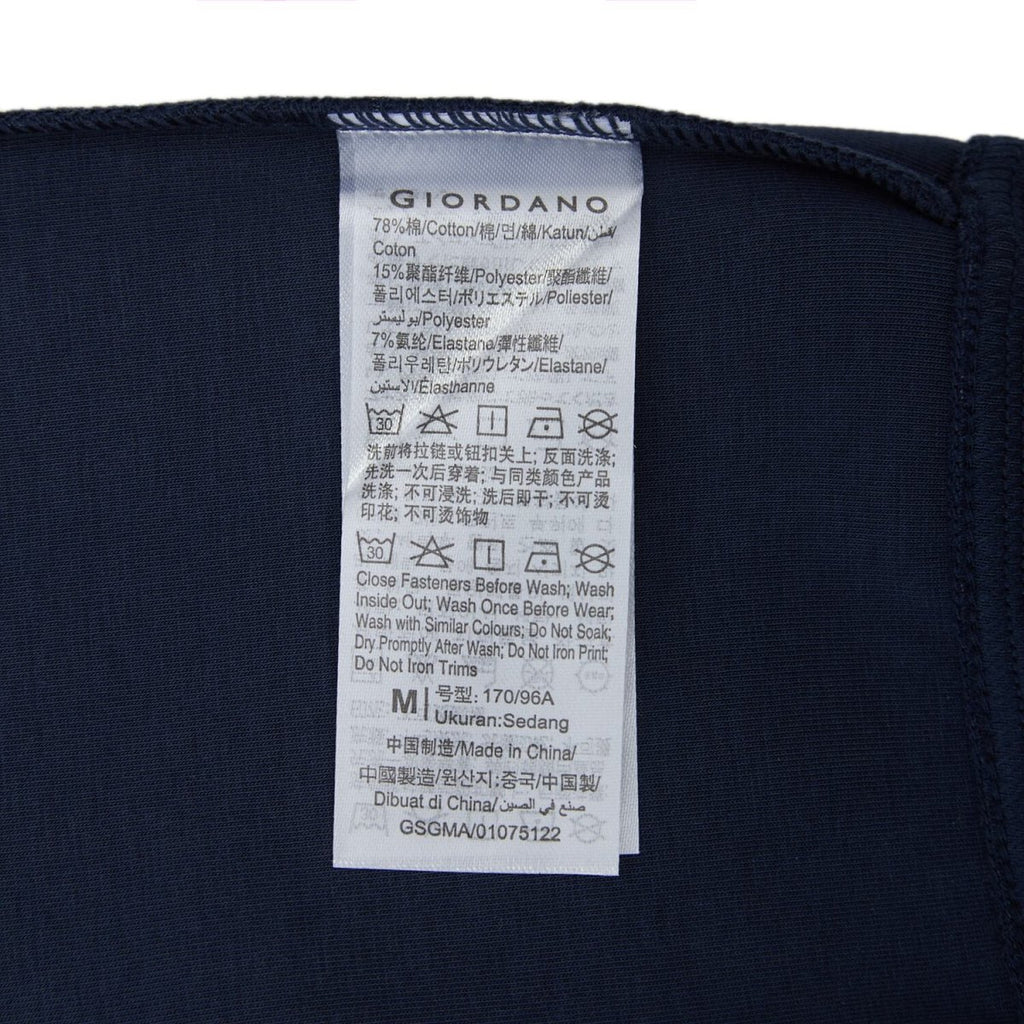 GIORDANO
78%棉/Cotton/棉/면/綿/Katun/قطن/
Coton
15%聚酯纤维/Polyester/聚酯纖維/
폴리에스터/ポリエステル/Poliester/
بوليستر/Polyester
7%氨纶/Elastane/彈性纖維/
폴리우레탄/ポリウレタン/Elastane/
الاستين/Élasthanne
30
洗前将拉链或钮扣关上; 反面洗涤;
先洗一次后穿着; 与同类颜色产品
洗涤; 不可浸洗; 洗后即干; 不可烫
印花; 不可烫饰物
30
Close Fasteners Before Wash; Wash
Inside Out; Wash Once Before Wear;
Wash with Similar Colours; Do Not Soak;
Dry Promptly After Wash; Do Not Iron Print;
Do Not Iron Trims
M 号型: 170/96A
Ukuran:Sedang
中国制造/Made in China/
中國製造/원산지:중국/中国製/
Dibuat di China/صنع في الصين
GSGMA/01075122